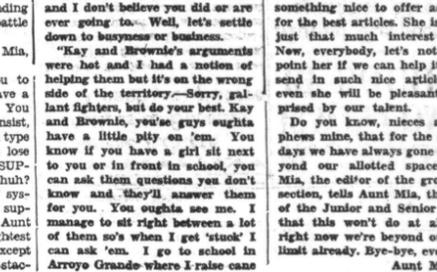 nding
attle
Mia,
ou to
ave a
You
nsist,
type
lose
SUP-
huh?
sys-
sup-
Aunt
ghtest
except
stac-
and I don't believe you did or are
ever going to. Well, let's settle
down to busyness or business.
"Kay and Brownie's arguments
were hot and I had a notion of
helping them but it's on the wrong
side of the territory.—Sorry, gal-
lant fighters, but do your best. Kay
and Brownie, you'se guys oughta
have a little pity on 'em. You
know if you have a girl sit next
to you or in front in school, you
can ask them questions you don't
know and they'll answer them
for you. You oughta see me. I
manage to sit right between a lot
of them so's when I get 'stuck' I
can ask 'em. I go to school in
Arroyo Grande where I raise cane
something nice to offer a
for the best articles. She i
just that much interest
Now, everybody, let's not
point her if we can help it
send in such nice articl
even she will be pleasant
prised by our talent.
Do you know, nieces a
phews mine, that for the
days we have always gone
yond our allotted space
Mia, the editor of the gro
section, tells Aunt Mia, th
of the Junior and Senior
that this won't do at al
right now we're beyond o
limit already. Bye-bye, ev
Aunt